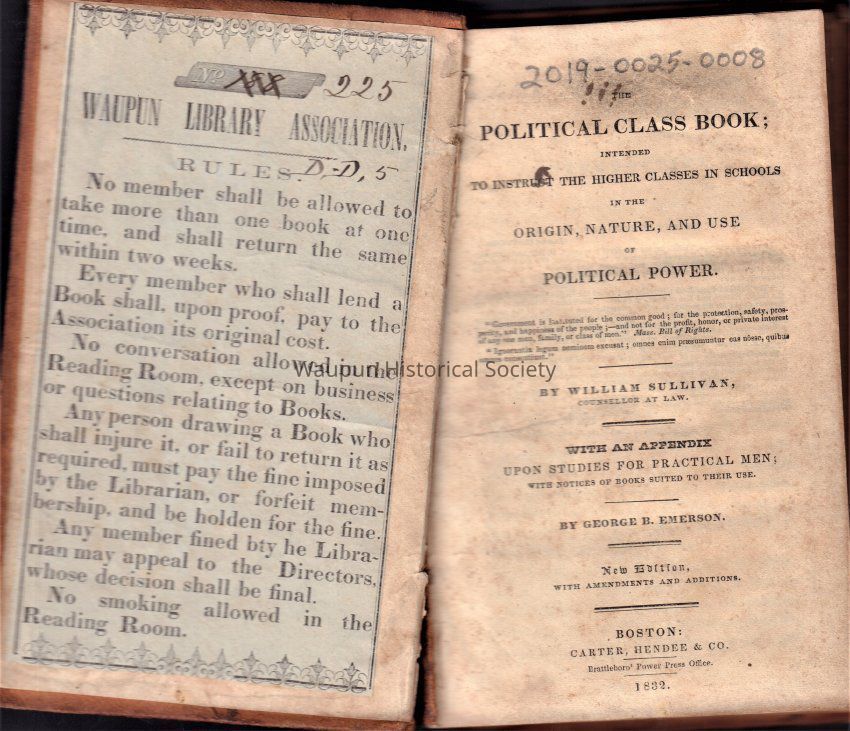 No XXX 225
WAUPUN LIBRARY ASSOCIATION.
RULES. D,-D, 5
No member shall be allowed to
take more than one book at one
time, and shall return the same
within two weeks.
Every member who shall lend a
Book shall, upon proof, pay to the
Association its original cost.
No conversation allowed in the
Reading Room, except on business
or questions relating to Books.
Any person drawing a Book who
shall injure it, or fail to return it as
required, must pay the fine imposed
by the Librarian, or forfeit mem-
bership, and be holden for the fine.
Any member fined bty he Libra-
rian may appeal to the Directors,
whose decision shall be final.
No smoking allowed in the
Reading Room.
Waupun Historical Society
2019-0025-0008
THE
POLITICAL CLASS BOOK;
INTENDED
TO INSTRUCT THE HIGHER CLASSES IN SCHOOLS
IN THE
ORIGIN, NATURE, AND USE
OF
POLITICAL POWER.
"Government is instituted for the common good; for the protection, safety, pros-
perity, and happiness of the people;—and not for the profit, honor, or private interest
of any one man, family, or class of men." Mass. Bill of Rights.
"Ignorantia legum neminem excusat; omnes enim præsumuntur eas nôsse, quibus
omnes consentiunt."
BY WILLIAM SULLIVAN,
COUNSELLOR AT LAW.
WITH AN APPENDIX
UPON STUDIES FOR PRACTICAL MEN;
WITH NOTICES OF BOOKS SUITED TO THEIR USE.
BY GEORGE B. EMERSON.
New Edition,
WITH AMENDMENTS AND ADDITIONS.
BOSTON:
CARTER, HENDEE & CO.
Brattleboro' Power Press Office.
1832.